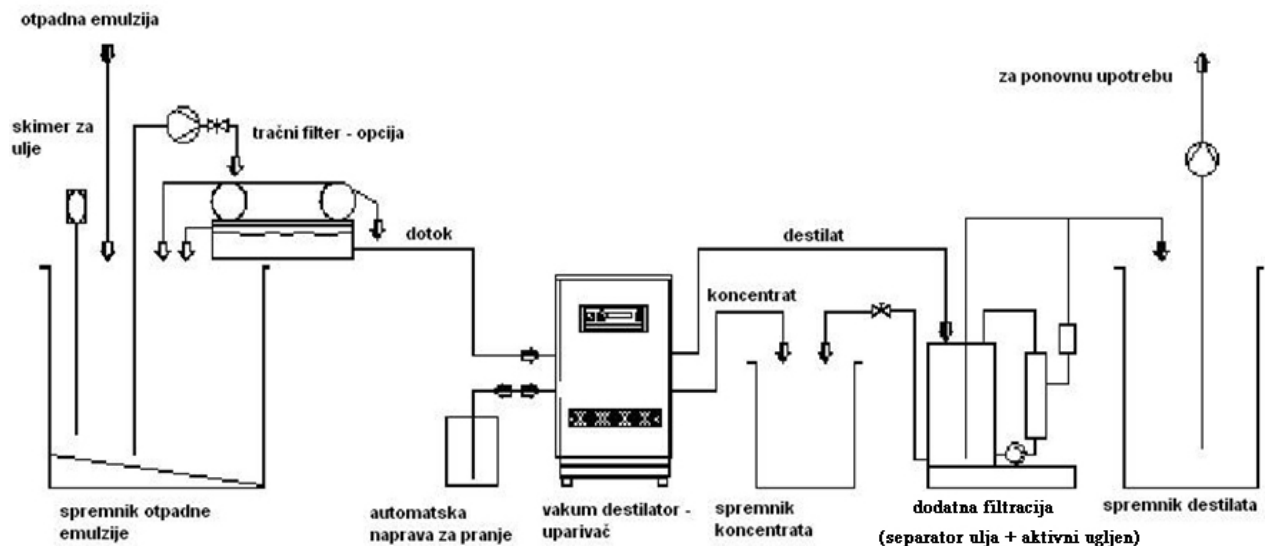 otpadna emulzija
za ponovnu upotrebu
skimer za
ulje
tračni filter - opcija
dotok
destilat
koncentrat
spremnik otpadne
emulzije
automatska
naprava za pranje
vakum destilator -
uparivač
spremnik
koncentrata
dodatna filtracija
(separator ulja + aktivni ugljen)
spremnik destilata